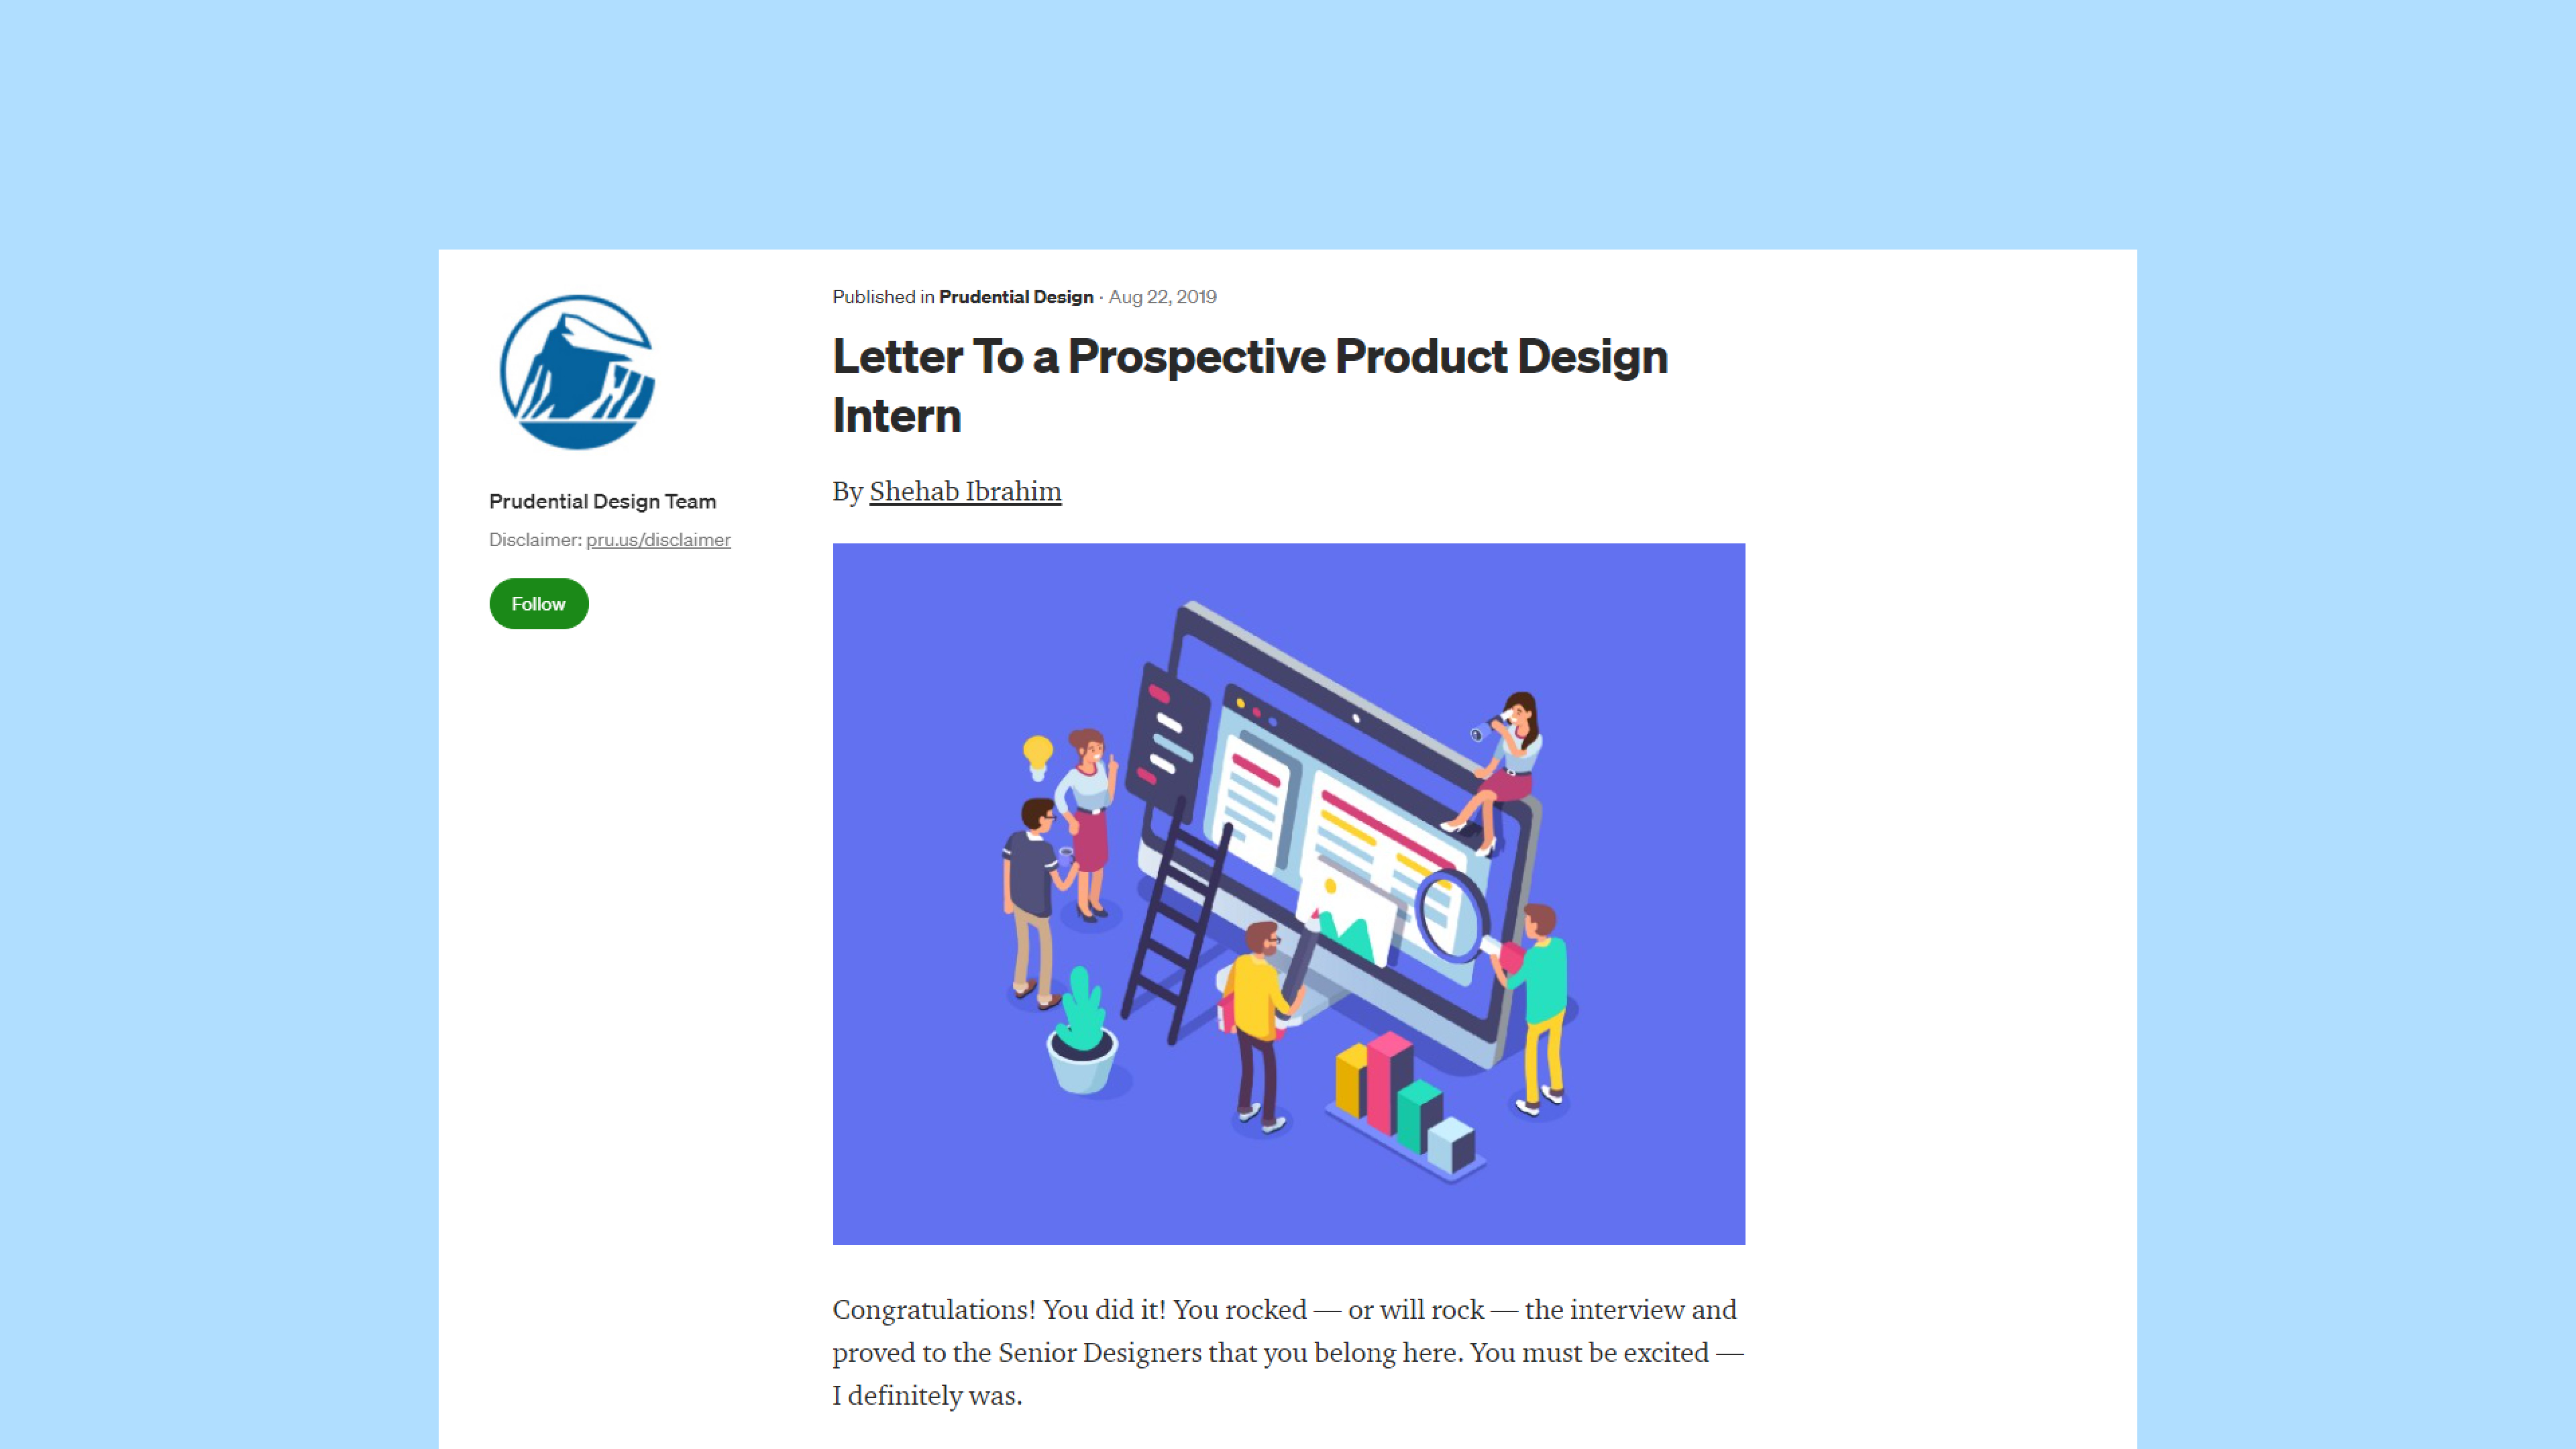 Prudential Design Team
Disclaimer: pru.us/disclaimer
Follow
Published in Prudential Design · Aug 22, 2019
Letter To a Prospective Product Design
Intern
By Shehab Ibrahim
Congratulations! You did it! You rocked — or will rock — the interview and
proved to the Senior Designers that you belong here. You must be excited —
I definitely was.